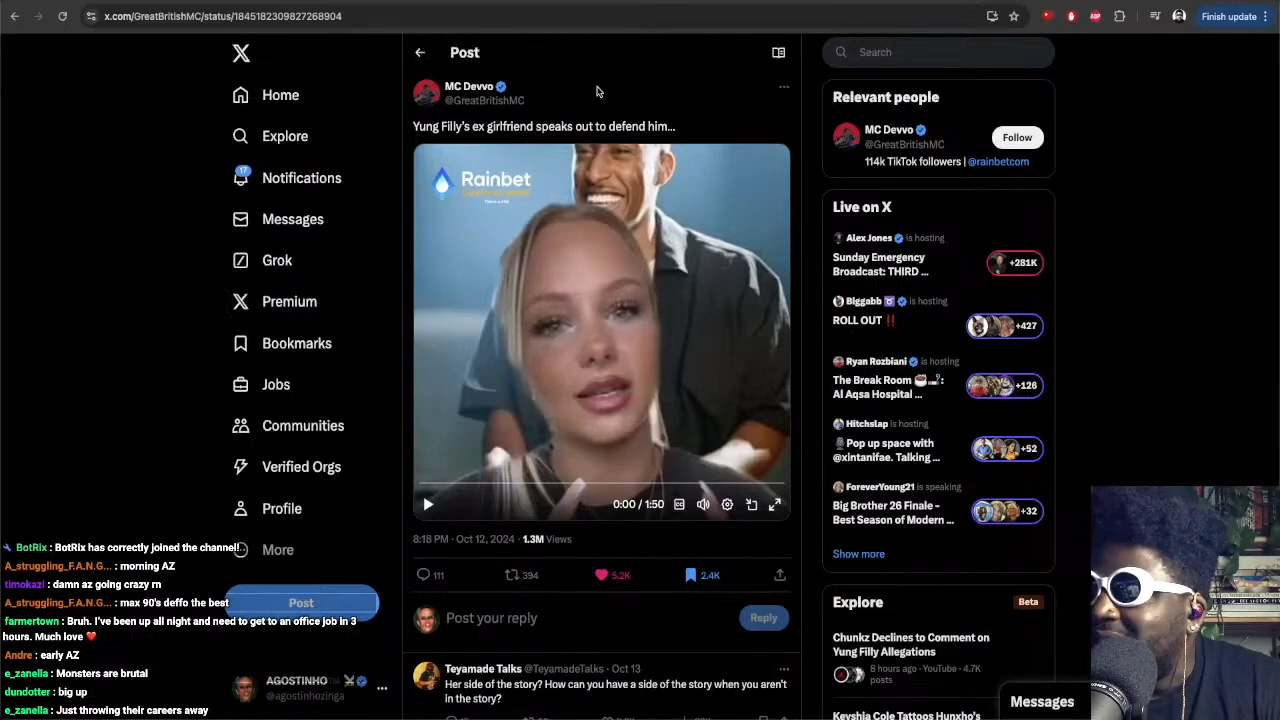 x.com/GreatBritishMC/status/1845182309827268904
Finish update
Home
Explore
17
Notifications
Messages
Grok
Premium
Bookmarks
Jobs
Communities
Verified Orgs
Profile
More
Post
AGOSTINHO
@agostinhozinga
Post
MC Devvo
@GreatBritishMC
Yung Filly's ex girlfriend speaks out to defend him...
Rainbet
0:00 / 1:50
8:18 PM · Oct 12, 2024 · 1.3M Views
111
394
5.2K
2.4K
Post your reply
Reply
Teyamade Talks @TeyamadeTalks · Oct 13
Her side of the story? How can you have a side of the story when you aren't
in the story?
Search
Relevant people
MC Devvo
@GreatBritishMC
Follow
114k TikTok followers | @rainbetcom
Live on X
Alex Jones is hosting
Sunday Emergency
Broadcast: THIRD ...
+281K
Biggabb is hosting
ROLL OUT ‼️
+427
Ryan Rozbiani is hosting
The Break Room
Al Aqsa Hospital ...
+126
Hitchslap is hosting
Pop up space with
@xintanifae. Talking ...
+52
ForeverYoung21 is speaking
Big Brother 26 Finale -
Best Season of Modern ...
+32
Show more
Explore
Beta
Chunkz Declines to Comment on
Yung Filly Allegations
8 hours ago · YouTube · 4.7K
posts
Keyshia Cole Tattoos Hunxho's
Messages
BotRix : BotRix has correctly joined the channel!
A_struggling_F.A.N.G... : morning AZ
timokazi : damn az going crazy rn
A_struggling_F.A.N.G... : max 90's deffo the best
farmertown : Bruh. I've been up all night and need to get to an office job in 3
hours. Much love ❤️
Andre : early AZ
e_zanella : Monsters are brutal
dundotter : big up
e_zanella : Just throwing their careers away